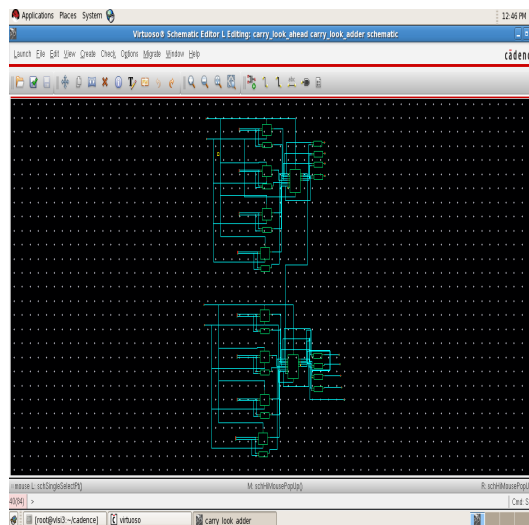 Applications Places System 12:46 PM
Virtuoso® Schematic Editor L Editing: carry_look_ahead carry_look_adder schematic
Launch File Edit View Create Check Options Migrate Window Help cādenc
mouse L: schSingleSelectPt() M: schHiMousePopUp() R: schHiMousePopU
40(84) > Cmd: S
[root@vlsi3:~/cadence] virtuoso carry look adder